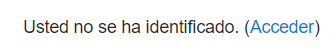 Usted no se ha identificado. (Acceder)